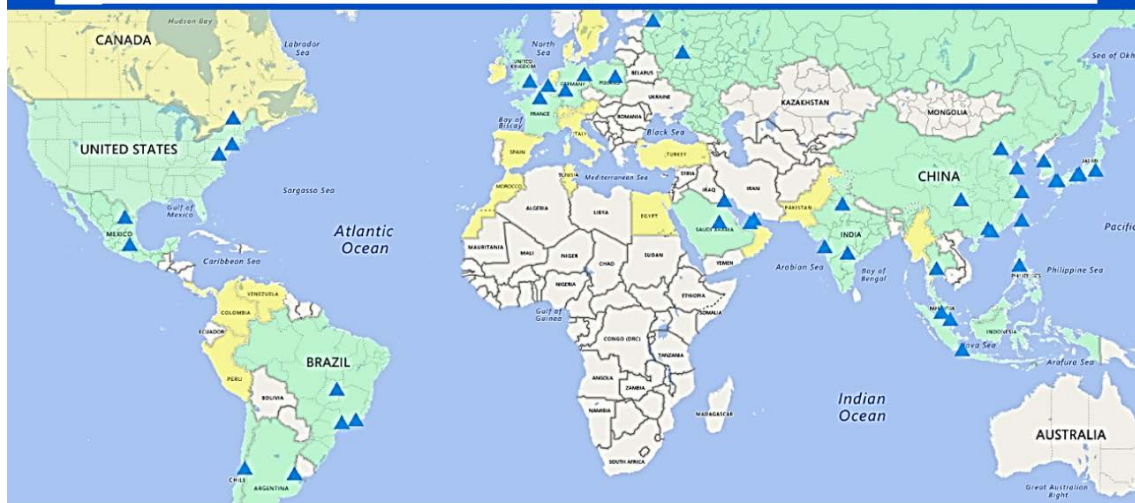 Hudson Bay
CANADA
Labrador
Sea
North
Sea
UNITED
KINGDOM
GERMANY
POLAND
BELARUS
Sea of Okh
KAZAKHSTAN
MONGOLIA
UKRAINE
FRANCE
ROMANIA
Bay of
Biscay
Black Sea
ITALY
UNITED STATES
SPAIN
TURKEY
CHINA
Mediterranean Sea
SYRIA
IRAQ
IRAN
Sargasso Sea
TUNISIA
MOROCCO
PAKISTAN
Gulf of
Mexico
ALGERIA
LIBYA
EGYPT
SAUDI ARABIA
MEXICO
Atlantic
Ocean
INDIA
Pacific
MAURITANIA
MALI
NIGER
CHAD
SUDAN
YEMEN
Caribbean Sea
Arabian Sea
Bay of
Bengal
Philippine Sea
NIGERIA
ETHIOPIA
VENEZUELA
COLOMBIA
SOMALIA
Gulf of
Guinea
ECUADOR
INDONESIA
CONGO (DRC)
Java Sea
BRAZIL
TANZANIA
PERU
Arafura Sea
ANGOLA
ZAMBIA
BOLIVIA
Indian
Ocean
NAMIBIA
MADAGASCAR
AUSTRALIA
SOUTH AFRICA
CHILE
ARGENTINA
Great Australian
Bight